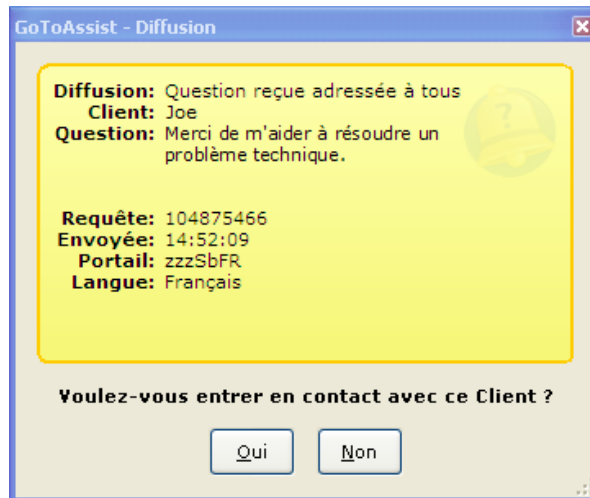 GoToAssist - Diffusion
Diffusion: Question reçue adressée à tous
Client: Joe
Question: Merci de m'aider à résoudre un
problème technique.
Requête: 104875466
Envoyée: 14:52:09
Portail: zzzSbFR
Langue: Français
Voulez-vous entrer en contact avec ce Client ?
Oui Non